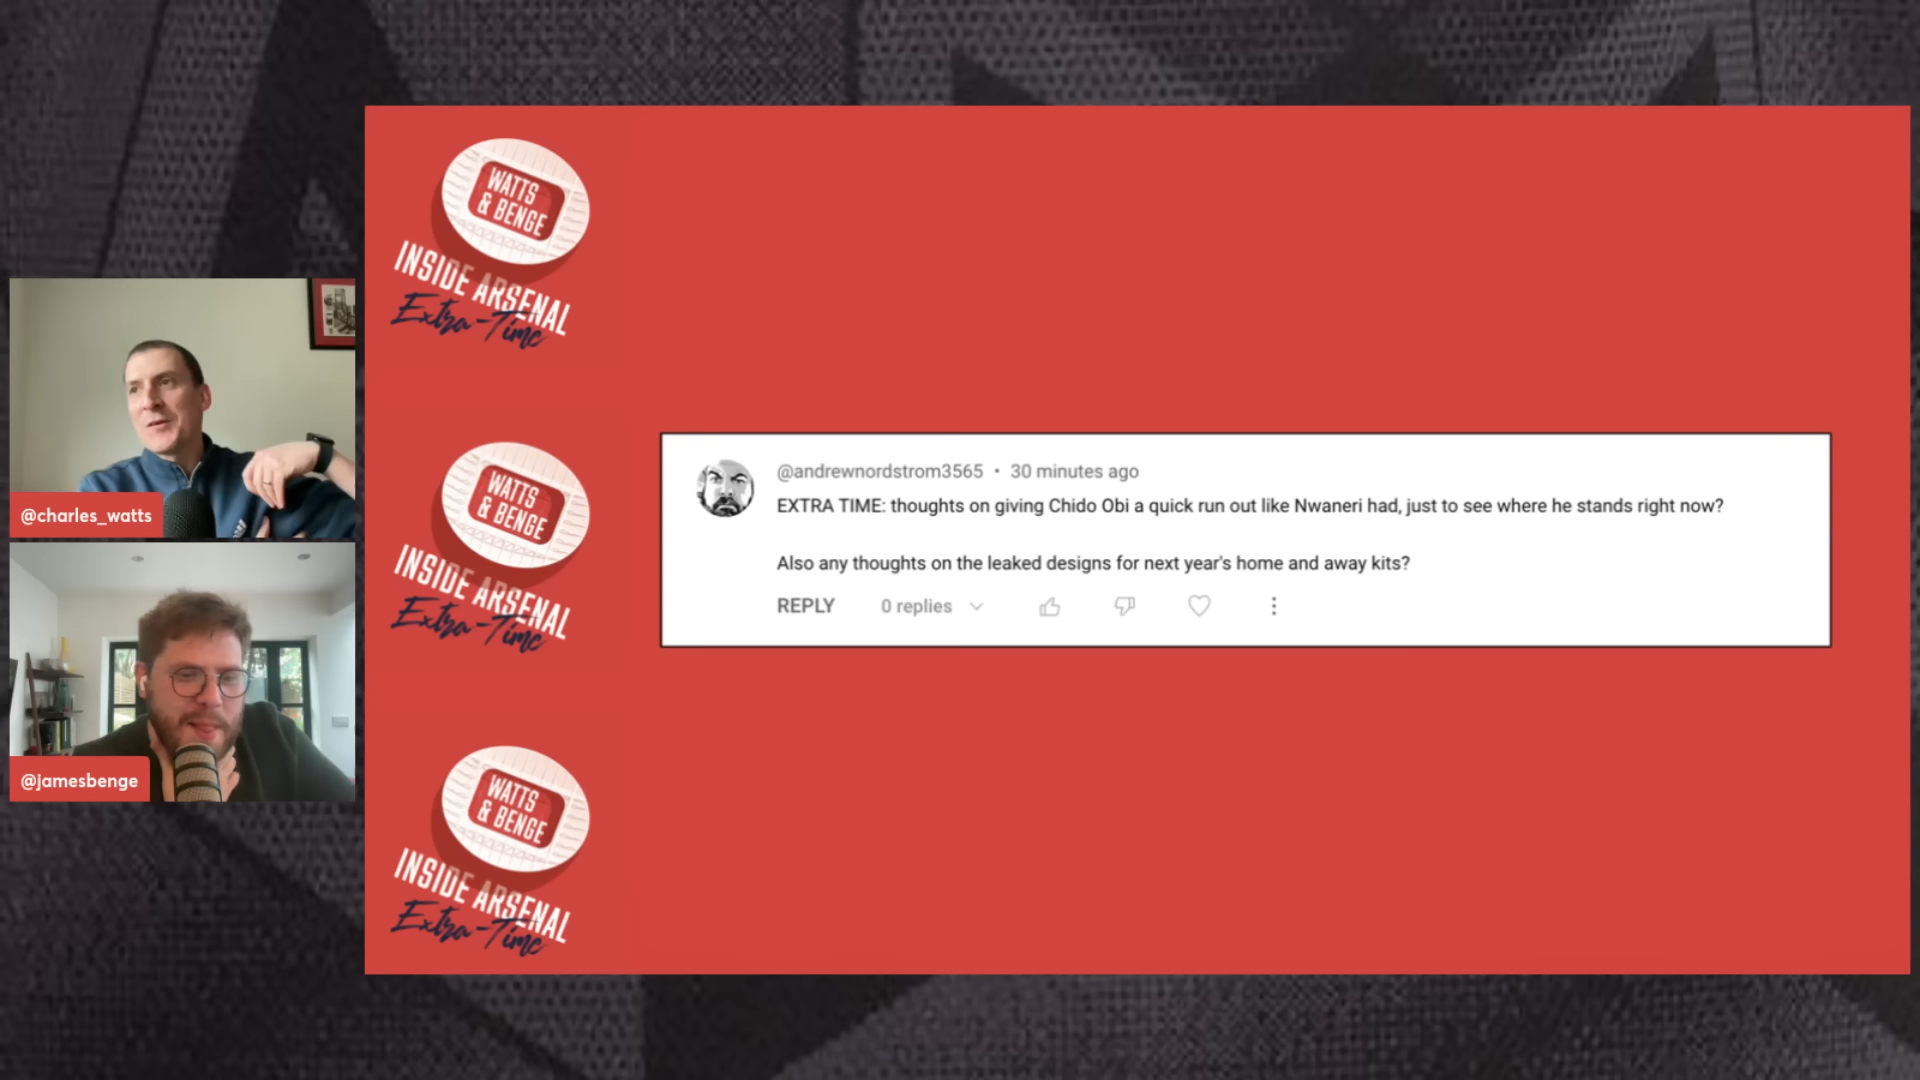 WATTS
& BENGE
INSIDE ARSENAL
Extra-Time
@charles_watts
@jamesbenge
WATTS
& BENGE
INSIDE ARSENAL
Extra-Time
@andrewnordstrom3565 • 30 minutes ago
EXTRA TIME: thoughts on giving Chido Obi a quick run out like Nwaneri had, just to see where he stands right now?
Also any thoughts on the leaked designs for next year's home and away kits?
REPLY 0 replies
WATTS
& BENGE
INSIDE ARSENAL
Extra-Time